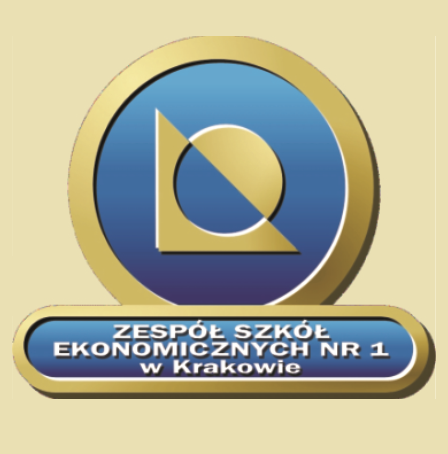 ZESPÓŁ SZKÓŁ
EKONOMICZNYCH NR 1
w Krakowie